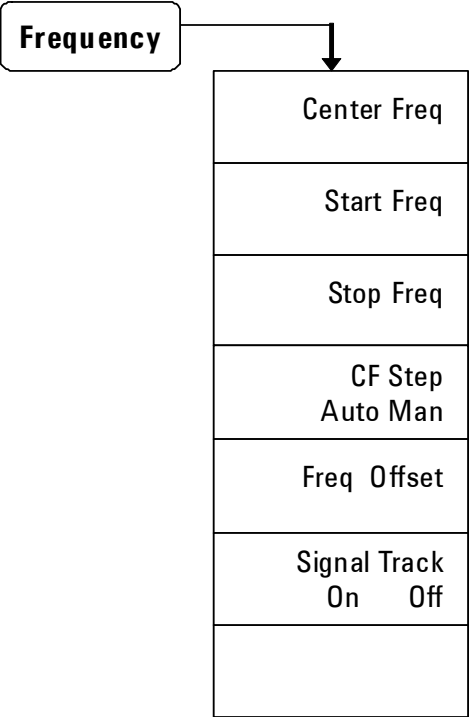 Frequency
Center Freq
Start Freq
Stop Freq
CF Step
Auto Man
Freq Offset
Signal Track
On Off